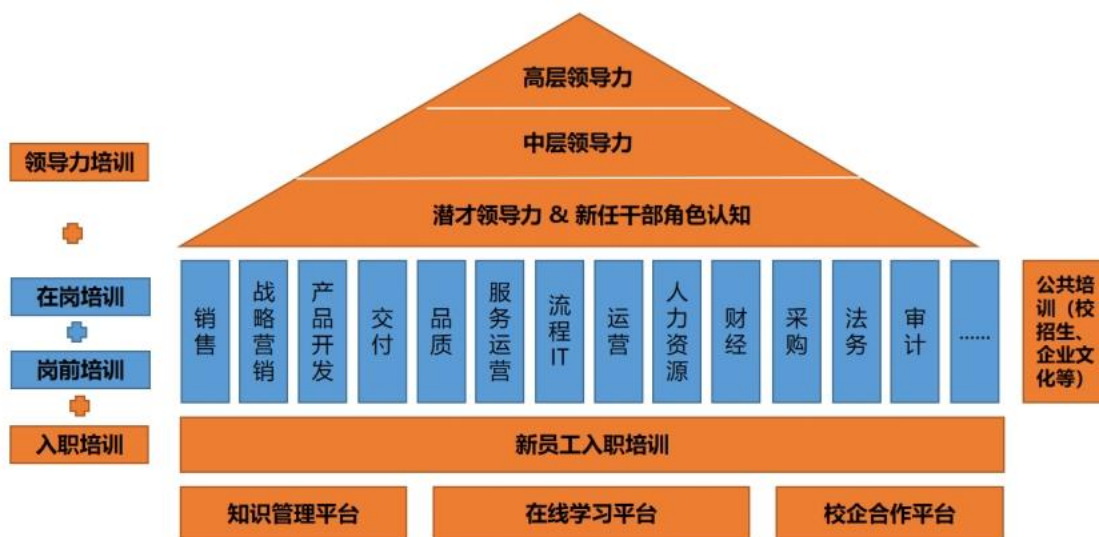 高层领导力
中层领导力
领导力培训
潜才领导力 & 新任干部角色认知
在岗培训
岗前培训
入职培训
销售
战略营销
产品开发
交付
品质
服务运营
流程IT
运营
人力资源
财经
采购
法务
审计
......
公共培
训（校
招生、
企业文
化等）
新员工入职培训
知识管理平台
在线学习平台
校企合作平台